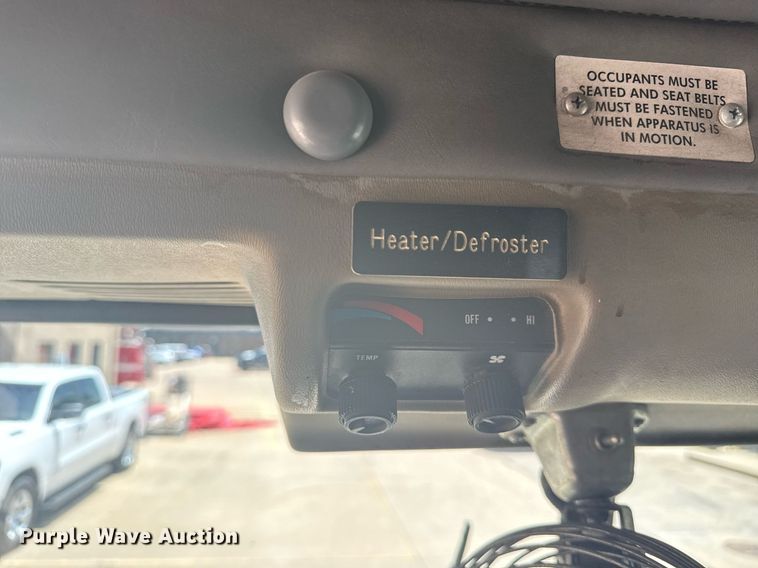 OCCUPANTS MUST BE
SEATED AND SEAT BELTS
MUST BE FASTENED
WHEN APPARATUS IS
IN MOTION.
Heater/Defroster
OFF HI
TEMP
Purple Wave Auction